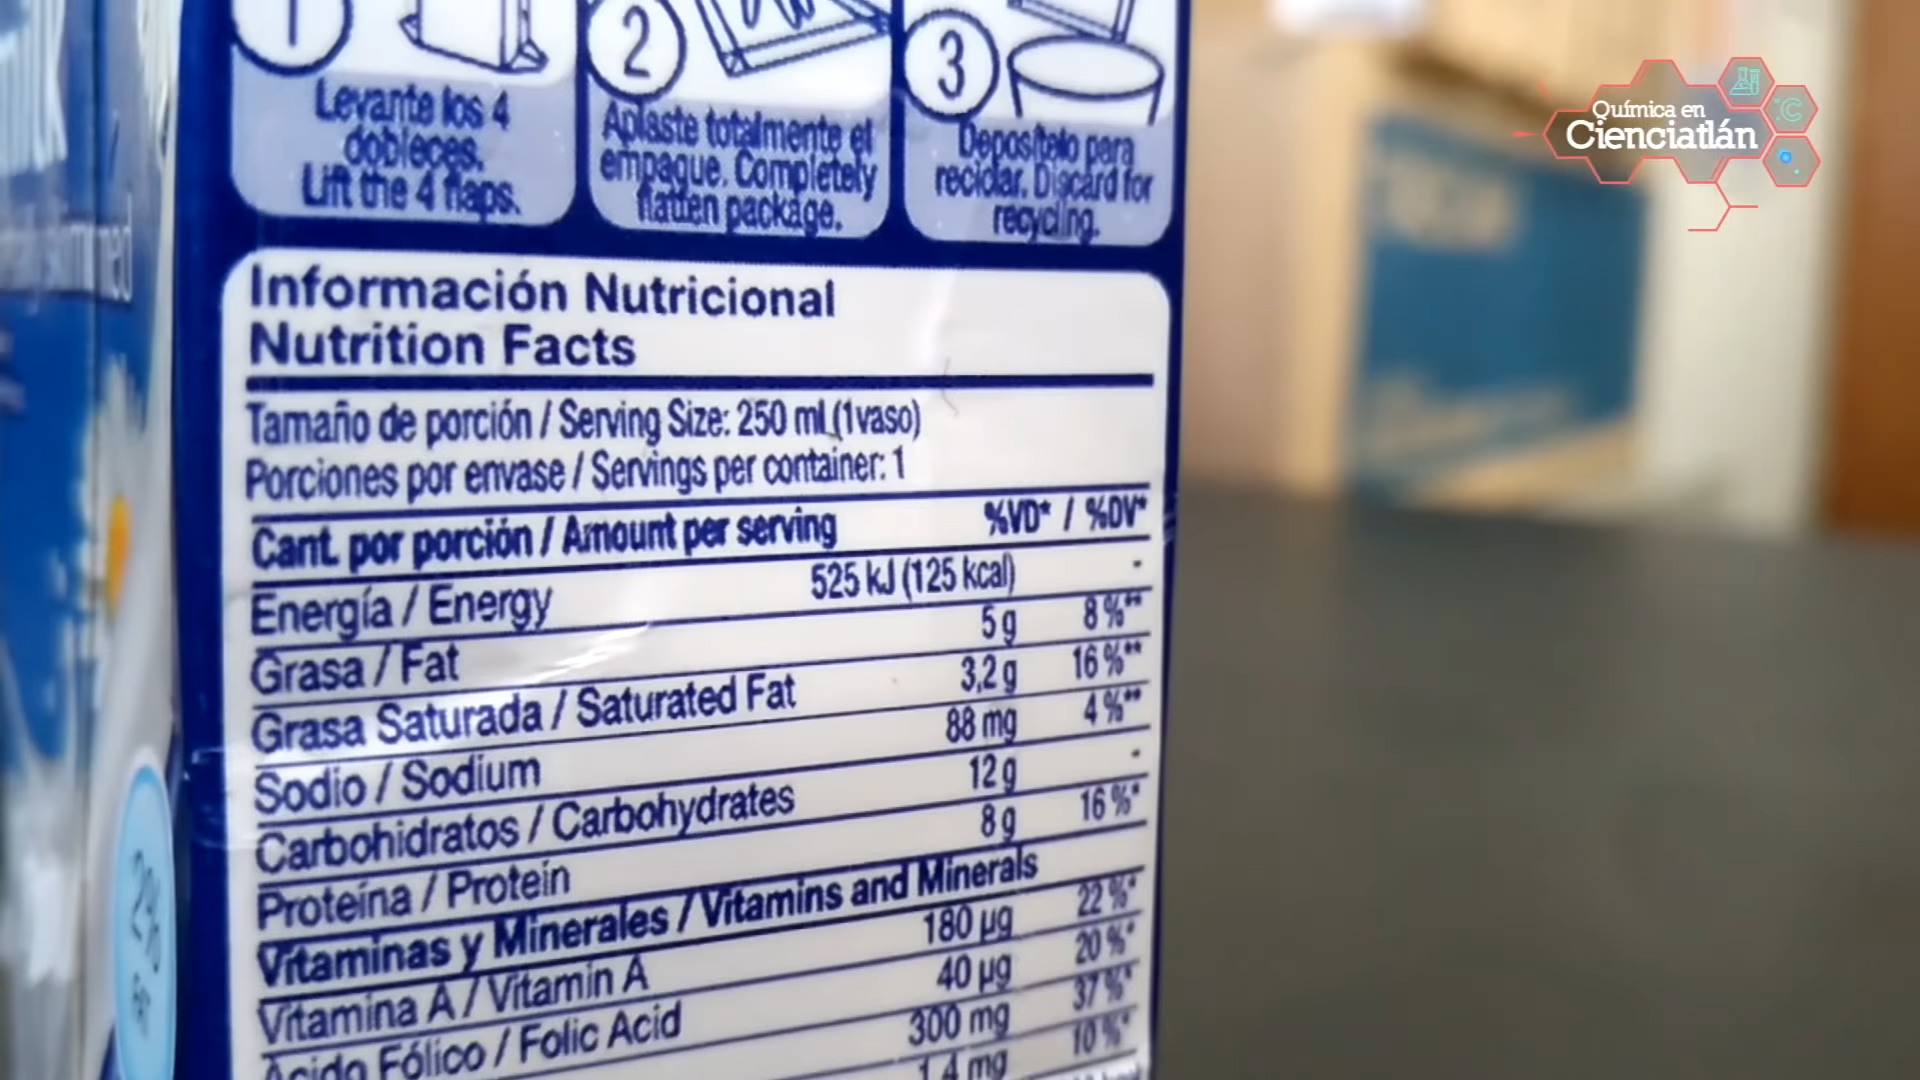 1
2
3
Levante los 4
dobleces.
Lift the 4 flaps.
Aplaste totalmente el
empaque. Completely
flatten package.
Deposítelo para
reciclar. Discard for
recycling.
Química en
Cienciatlán
°C
Información Nutricional
Nutrition Facts
Tamaño de porción / Serving Size: 250 ml (1vaso)
Porciones por envase / Servings per container: 1
Cant. por porción / Amount per serving %VD* / %DV*
Energía / Energy 525 kJ (125 kcal) -
Grasa / Fat 5 g 8 %**
Grasa Saturada / Saturated Fat 3,2 g 16 %**
Sodio / Sodium 88 mg 4 %**
Carbohidratos / Carbohydrates 12 g -
Proteína / Protein 8 g 16 %*
Vitaminas y Minerales / Vitamins and Minerals
Vitamina A / Vitamin A 180 µg 22 %*
Ácido Fólico / Folic Acid 40 µg 20 %*
300 mg 37 %*
1,4 mg 10 %*
2%